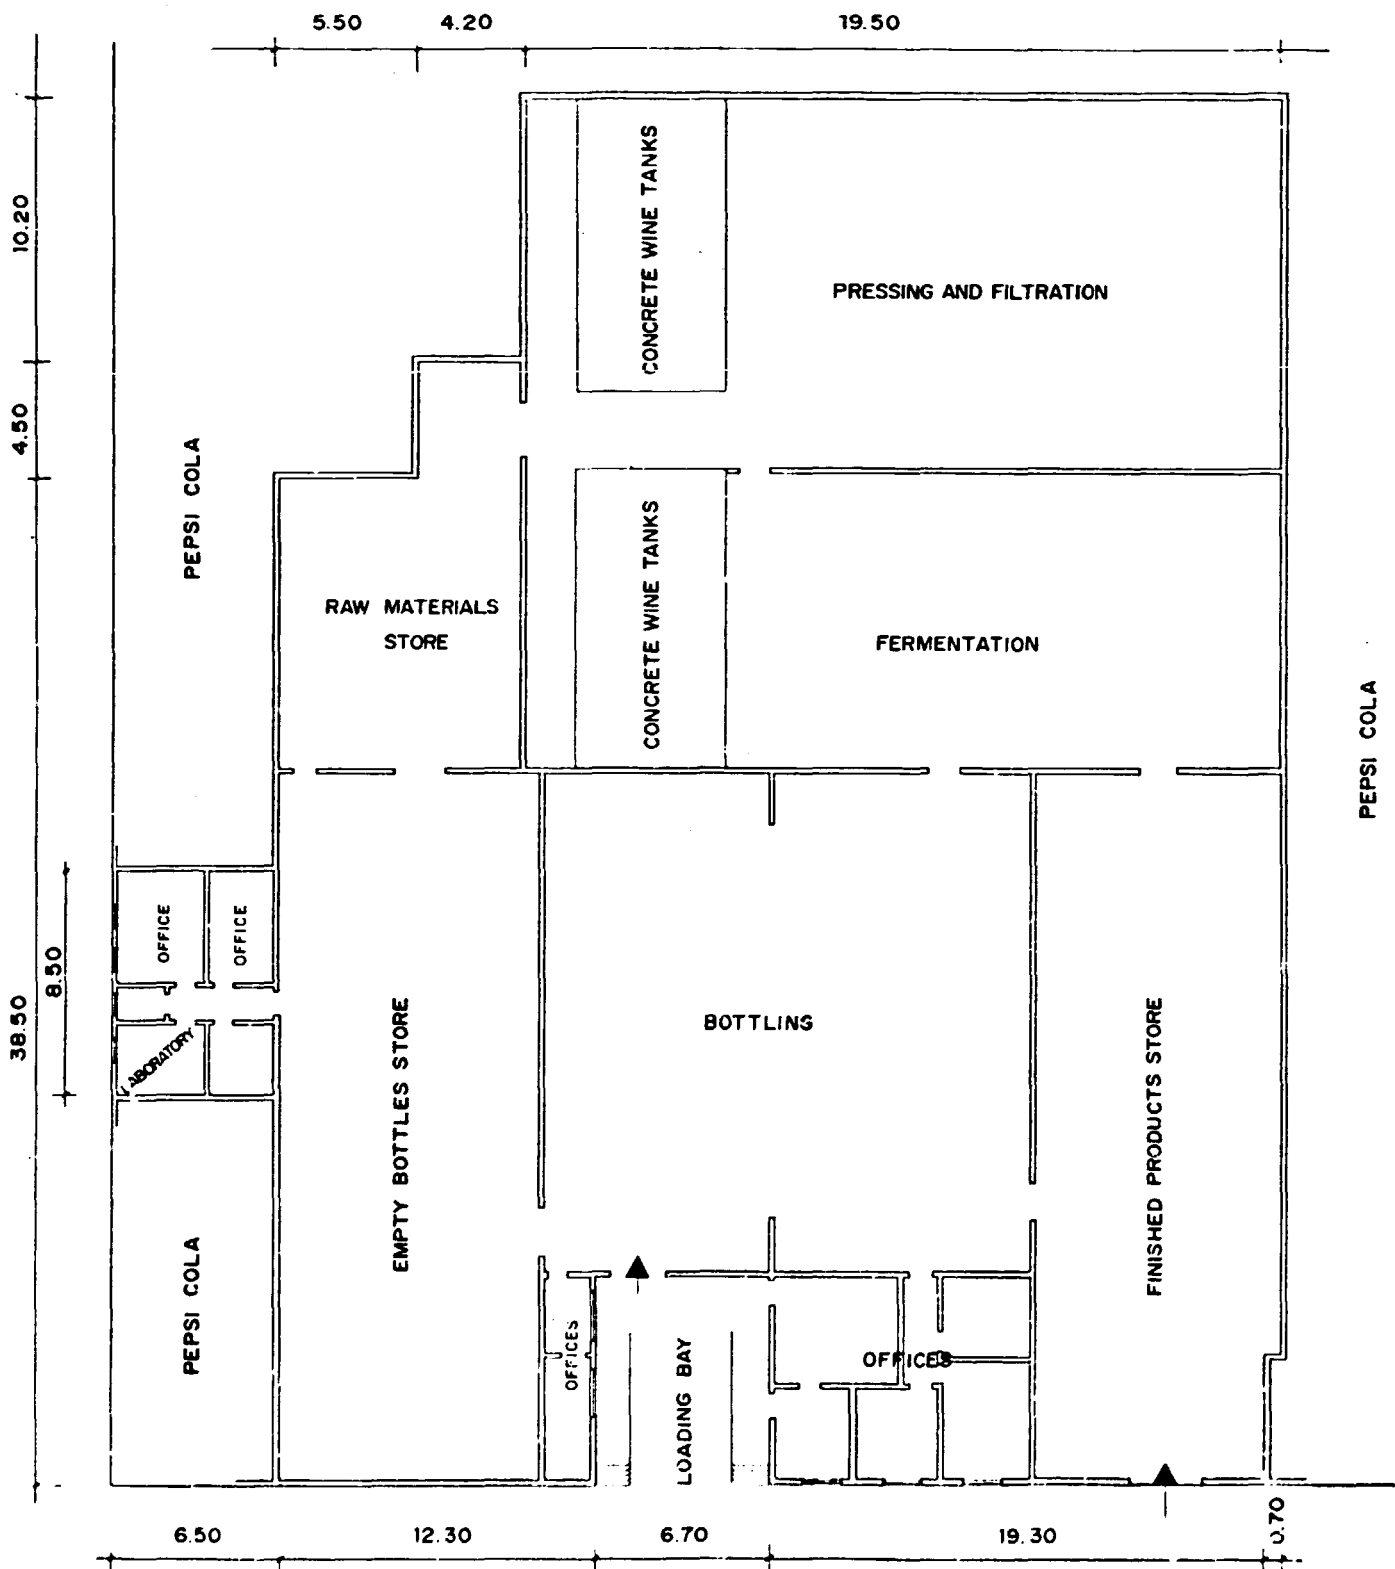 5.50
4.20
19.50
10.20
CONCRETE WINE TANKS
PRESSING AND FILTRATION
4.50
PEPSI COLA
CONCRETE WINE TANKS
RAW MATERIALS
STORE
FERMENTATION
PEPSI COLA
OFFICE
OFFICE
8.50
38.50
LABORATORY
EMPTY BOTTLES STORE
BOTTLING
FINISHED PRODUCTS STORE
PEPSI COLA
OFFICES
LOADING BAY
OFFICES
6.50
12.30
6.70
19.30
0.70